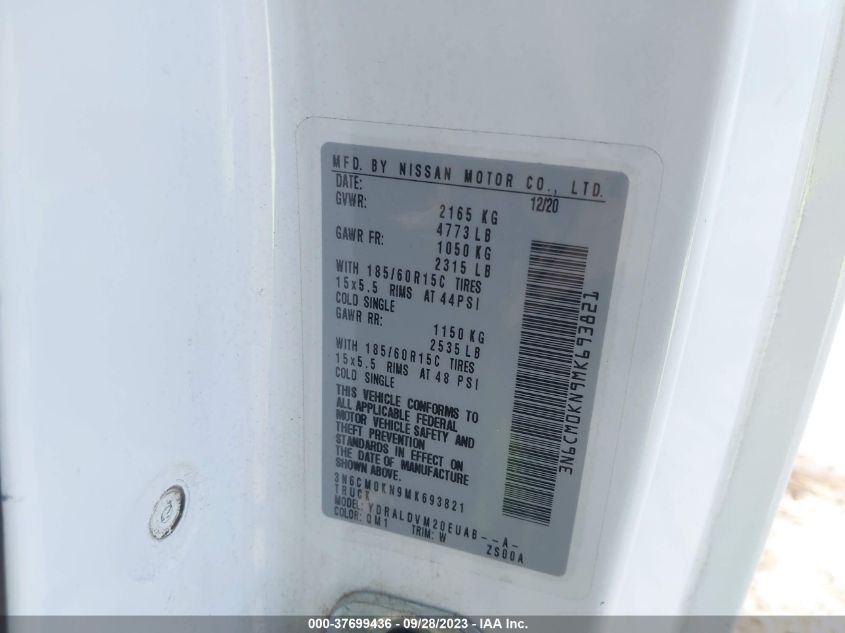 MFD. BY NISSAN MOTOR CO., LTD.
DATE: 12/20
GVWR: 2165 KG
4773 LB
GAWR FR: 1050 KG
2315 LB
WITH 185/60R15C TIRES
15x5.5 RIMS AT 44PSI
COLD SINGLE
GAWR RR: 1150 KG
2535 LB
WITH 185/60R15C TIRES
15x5.5 RIMS AT 48 PSI
COLD SINGLE
THIS VEHICLE CONFORMS TO
ALL APPLICABLE FEDERAL
MOTOR VEHICLE SAFETY AND
THEFT PREVENTION
STANDARDS IN EFFECT ON
THE DATE OF MANUFACTURE
SHOWN ABOVE.
3N6CM0KN9MK693821
TRUCK
MODEL: YDRALDVM20EUAB--A-
COLOR: QM1 TRIM: W ZS00A
3N6CM0KN9MK693821
000-37699436 - 09/28/2023 - IAA Inc.